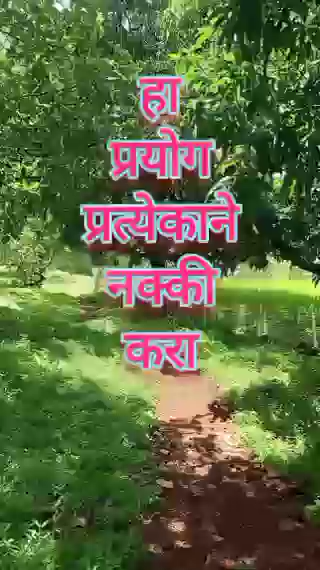 हा
प्रयोग
प्रत्येकाने
नक्की
करा